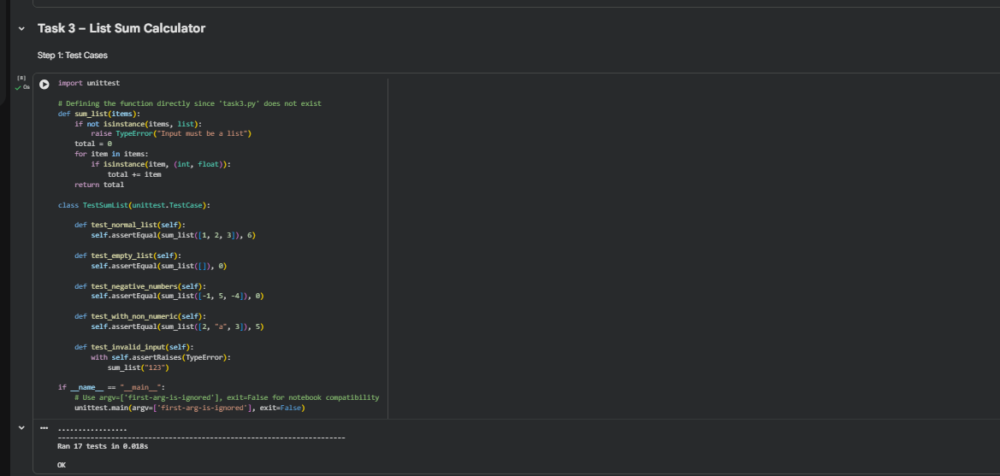 Task 3 – List Sum Calculator
Step 1: Test Cases
[8]
0s
import unittest
# Defining the function directly since 'task3.py' does not exist
def sum_list(items):
    if not isinstance(items, list):
        raise TypeError("Input must be a list")
    total = 0
    for item in items:
        if isinstance(item, (int, float)):
            total += item
    return total
class TestSumList(unittest.TestCase):
    def test_normal_list(self):
        self.assertEqual(sum_list([1, 2, 3]), 6)
    def test_empty_list(self):
        self.assertEqual(sum_list([]), 0)
    def test_negative_numbers(self):
        self.assertEqual(sum_list([-1, 5, -4]), 0)
    def test_with_non_numeric(self):
        self.assertEqual(sum_list([2, "a", 3]), 5)
    def test_invalid_input(self):
        with self.assertRaises(TypeError):
            sum_list("123")
if __name__ == "__main__":
    # Use argv=['first-arg-is-ignored'], exit=False for notebook compatibility
    unittest.main(argv=['first-arg-is-ignored'], exit=False)
.................
----------------------------------------------------------------------
Ran 17 tests in 0.018s
OK